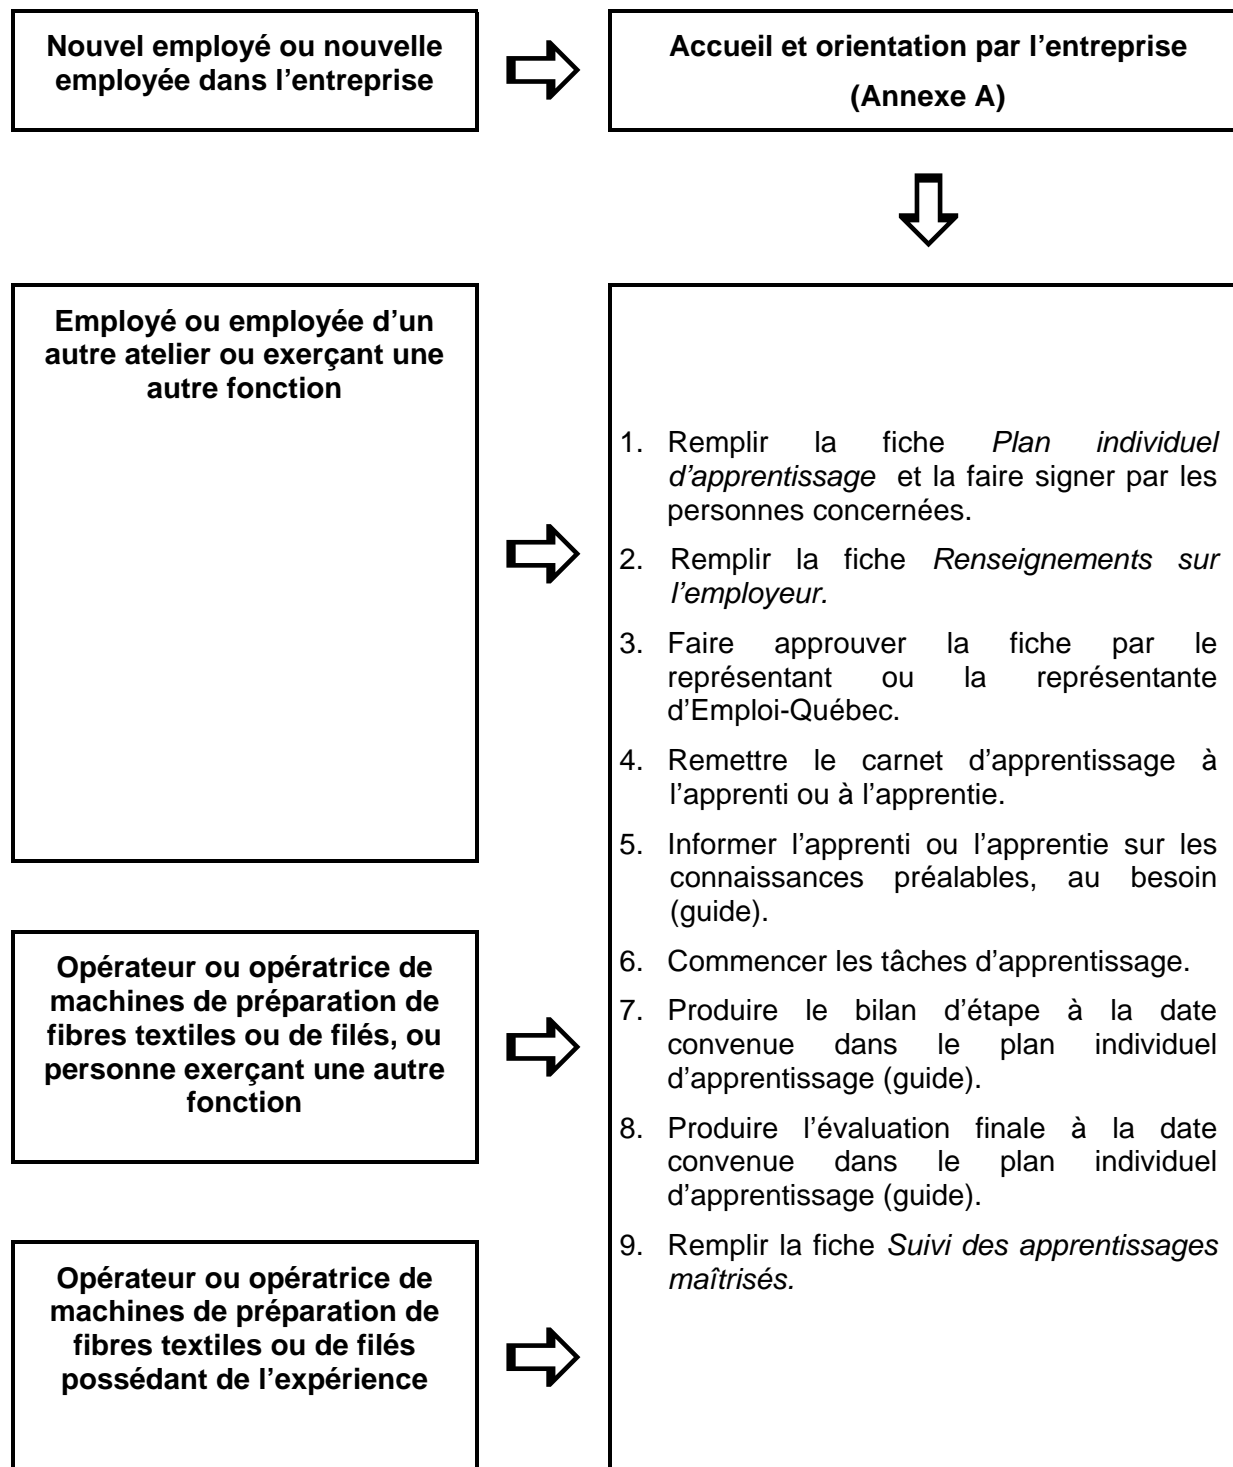 Nouvel employé ou nouvelle
employée dans l’entreprise
Accueil et orientation par l’entreprise
(Annexe A)
Employé ou employée d’un
autre atelier ou exerçant une
autre fonction
Opérateur ou opératrice de
machines de préparation de
fibres textiles ou de filés, ou
personne exerçant une autre
fonction
Opérateur ou opératrice de
machines de préparation de
fibres textiles ou de filés
possédant de l’expérience
1. Remplir la fiche Plan individuel
d’apprentissage et la faire signer par les
personnes concernées.
2. Remplir la fiche Renseignements sur
l’employeur.
3. Faire approuver la fiche par le
représentant ou la représentante
d’Emploi-Québec.
4. Remettre le carnet d’apprentissage à
l’apprenti ou à l’apprentie.
5. Informer l’apprenti ou l’apprentie sur les
connaissances préalables, au besoin
(guide).
6. Commencer les tâches d’apprentissage.
7. Produire le bilan d’étape à la date
convenue dans le plan individuel
d’apprentissage (guide).
8. Produire l’évaluation finale à la date
convenue dans le plan individuel
d’apprentissage (guide).
9. Remplir la fiche Suivi des apprentissages
maîtrisés.